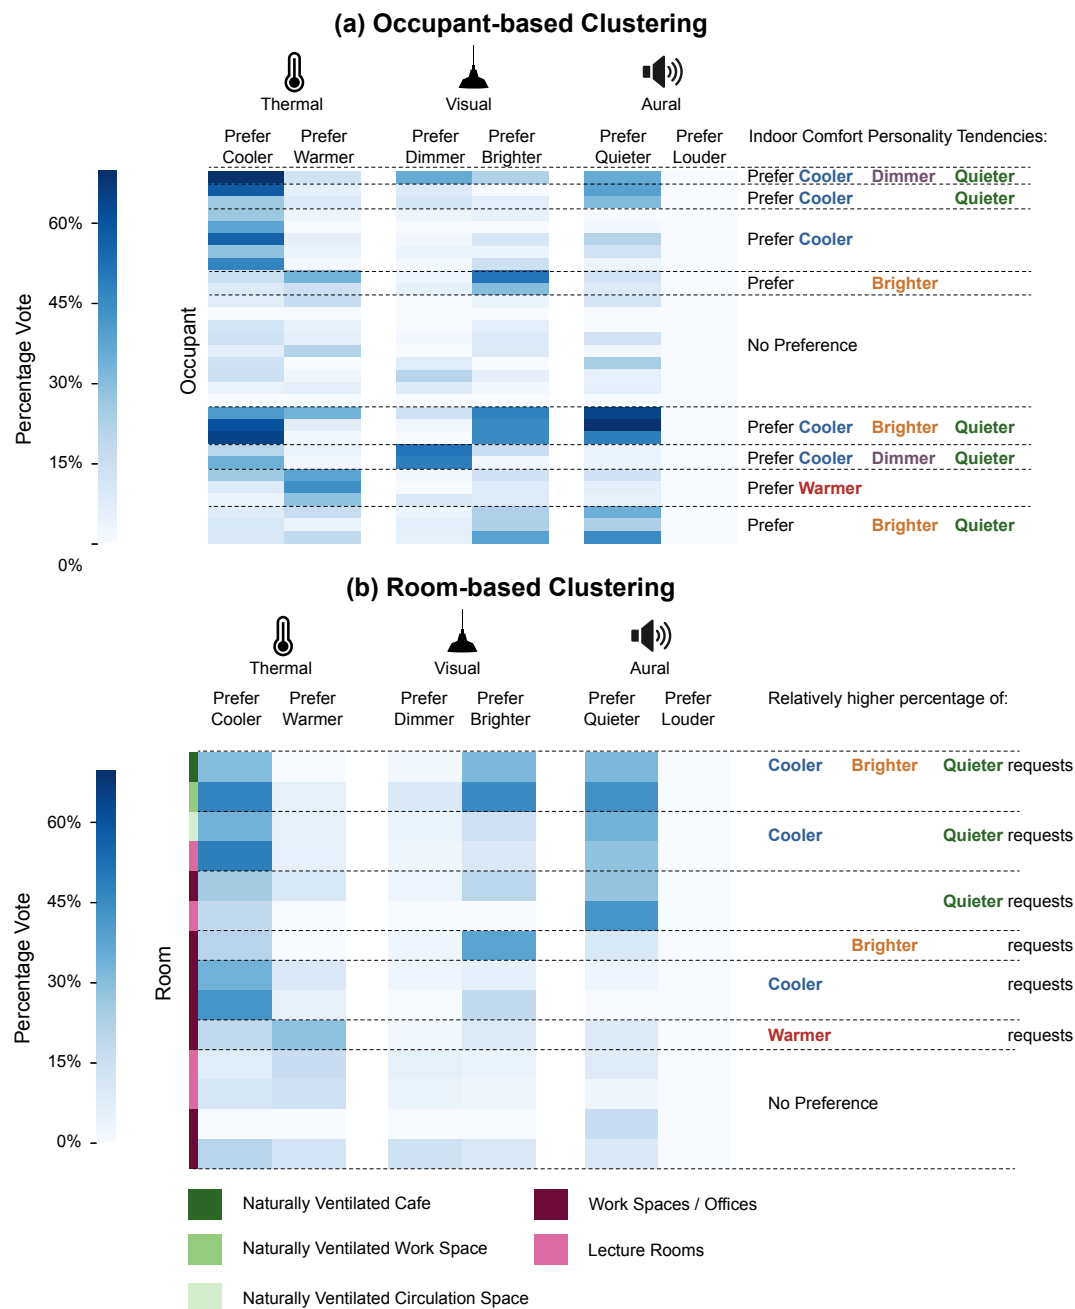 (a) Occupant-based Clustering
Thermal Visual Aural
Prefer Cooler Prefer Warmer Prefer Dimmer Prefer Brighter Prefer Quieter Prefer Louder Indoor Comfort Personality Tendencies:
Percentage Vote
60%
45%
30%
15%
0%
Occupant
Prefer Cooler Dimmer Quieter
Prefer Cooler Quieter
Prefer Cooler
Prefer Brighter
No Preference
Prefer Cooler Brighter Quieter
Prefer Cooler Dimmer Quieter
Prefer Warmer
Prefer Brighter Quieter
(b) Room-based Clustering
Thermal Visual Aural
Prefer Cooler Prefer Warmer Prefer Dimmer Prefer Brighter Prefer Quieter Prefer Louder Relatively higher percentage of:
Percentage Vote
60%
45%
30%
15%
0%
Room
Cooler Brighter Quieter requests
Cooler Quieter requests
Quieter requests
Brighter requests
Cooler requests
Warmer requests
No Preference
Naturally Ventilated Cafe
Work Spaces / Offices
Naturally Ventilated Work Space
Lecture Rooms
Naturally Ventilated Circulation Space